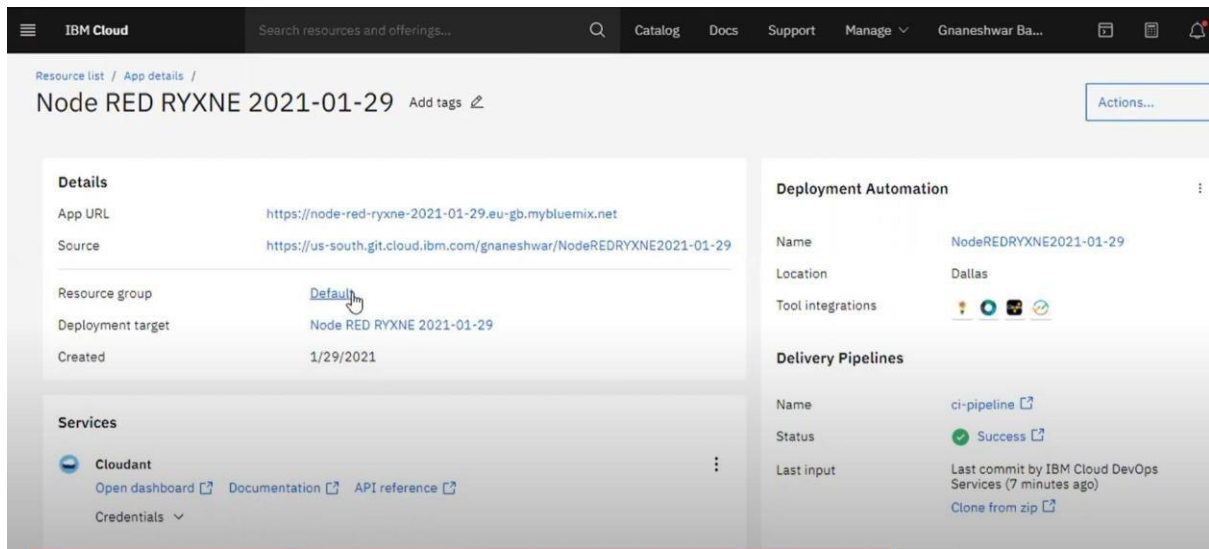 IBM Cloud
Search resources and offerings...
Catalog
Docs
Support
Manage
Gnaneshwar Ba...
Resource list / App details /
Node RED RYXNE 2021-01-29
Add tags
Actions...
Details
App URL
https://node-red-ryxne-2021-01-29.eu-gb.mybluemix.net
Source
https://us-south.git.cloud.ibm.com/gnaneshwar/NodeREDRYXNE2021-01-29
Resource group
Default
Deployment target
Node RED RYXNE 2021-01-29
Created
1/29/2021
Services
Cloudant
Open dashboard
Documentation
API reference
Credentials
Deployment Automation
Name
NodeREDRYXNE2021-01-29
Location
Dallas
Tool integrations
Delivery Pipelines
Name
ci-pipeline
Status
Success
Last input
Last commit by IBM Cloud DevOps
Services (7 minutes ago)
Clone from zip